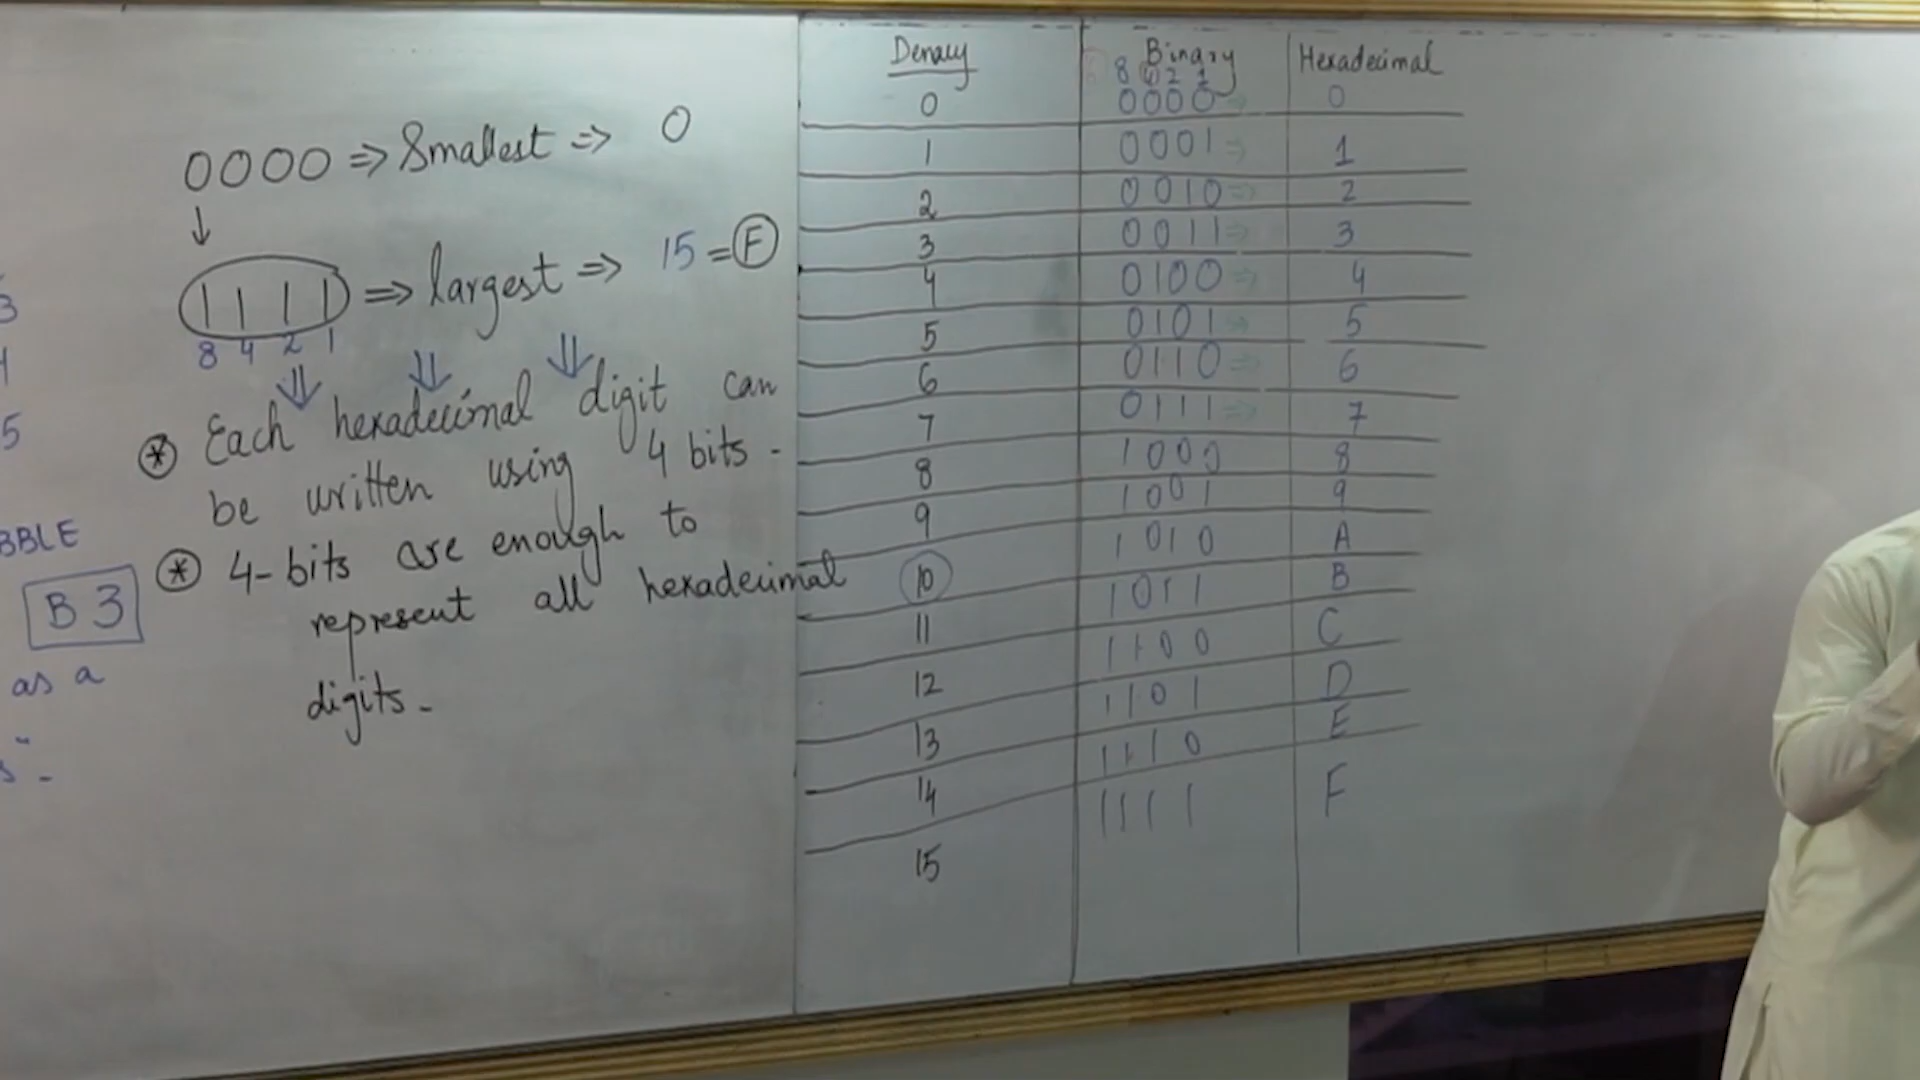 3
5
BBLE
B3
as a
0000 => Smallest => 0
1111 => largest => 15 = F
8 4 2 1
* Each hexadecimal digit can
be written using 4 bits -
* 4-bits are enough to
represent all hexadecimal
digits -
Denary Binary Hexadecimal
8 4 2 1
0 0000 => 0
1 0001 => 1
2 0010 => 2
3 0011 => 3
4 0100 => 4
5 0101 => 5
6 0110 => 6
7 0111 => 7
8 1000 8
9 1001 9
10 1010 A
11 1011 B
12 1100 C
13 1101 D
14 1110 E
15 1111 F